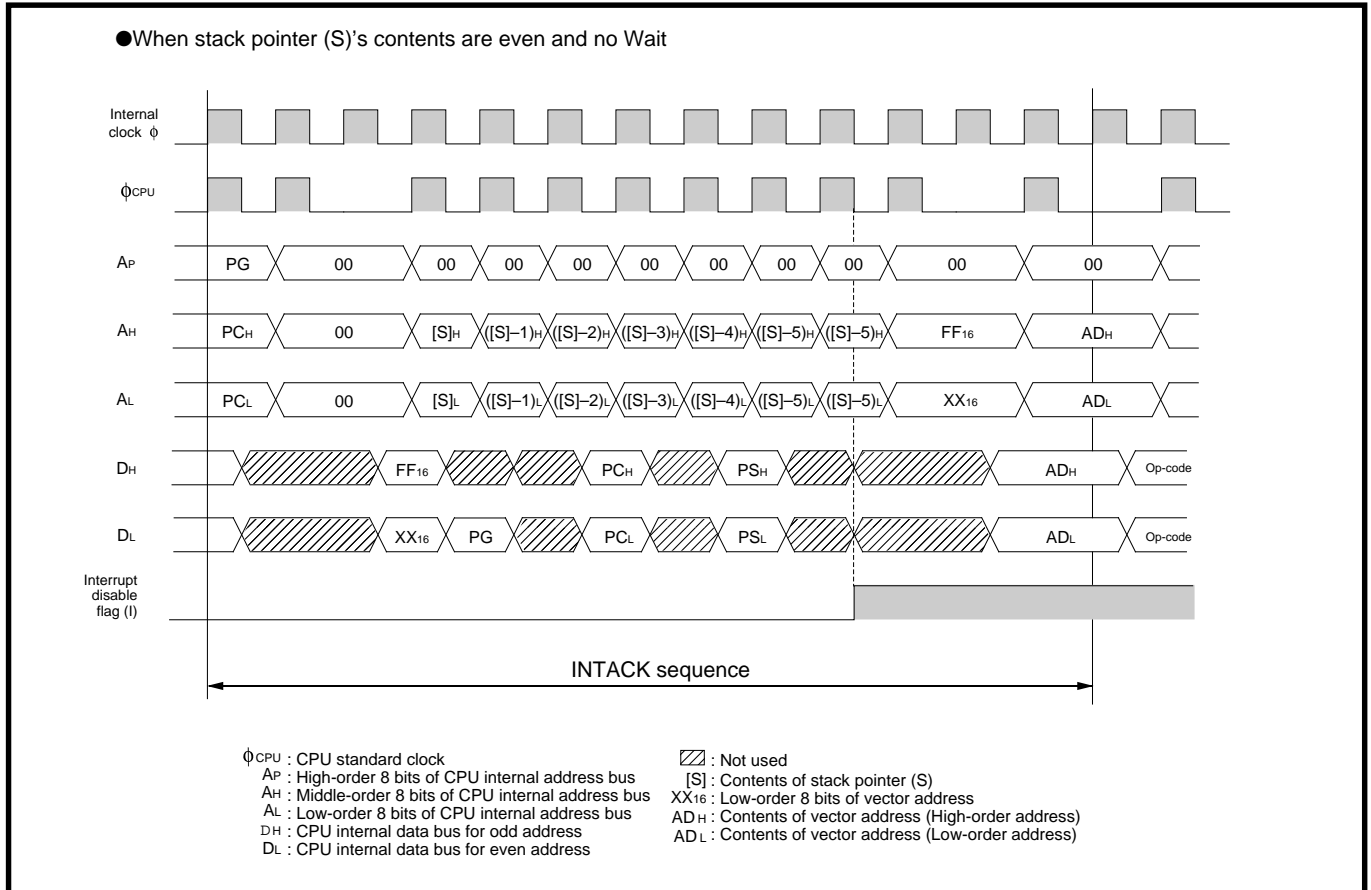 ●When stack pointer (S)’s contents are even and no Wait
Internal
clock ϕ
ϕCPU
AP PG 00 00 00 00 00 00 00 00 00 00
AH PCH 00 [S]H ([S]–1)H ([S]–2)H ([S]–3)H ([S]–4)H ([S]–5)H ([S]–5)H FF16 ADH
AL PCL 00 [S]L ([S]–1)L ([S]–2)L ([S]–3)L ([S]–4)L ([S]–5)L ([S]–5)L XX16 ADL
DH FF16 PCH PSH ADH Op-code
DL XX16 PG PCL PSL ADL Op-code
Interrupt
disable
flag (I)
INTACK sequence
ϕCPU : CPU standard clock
AP : High-order 8 bits of CPU internal address bus
AH : Middle-order 8 bits of CPU internal address bus
AL : Low-order 8 bits of CPU internal address bus
DH : CPU internal data bus for odd address
DL : CPU internal data bus for even address
: Not used
[S] : Contents of stack pointer (S)
XX16 : Low-order 8 bits of vector address
ADH : Contents of vector address (High-order address)
ADL : Contents of vector address (Low-order address)